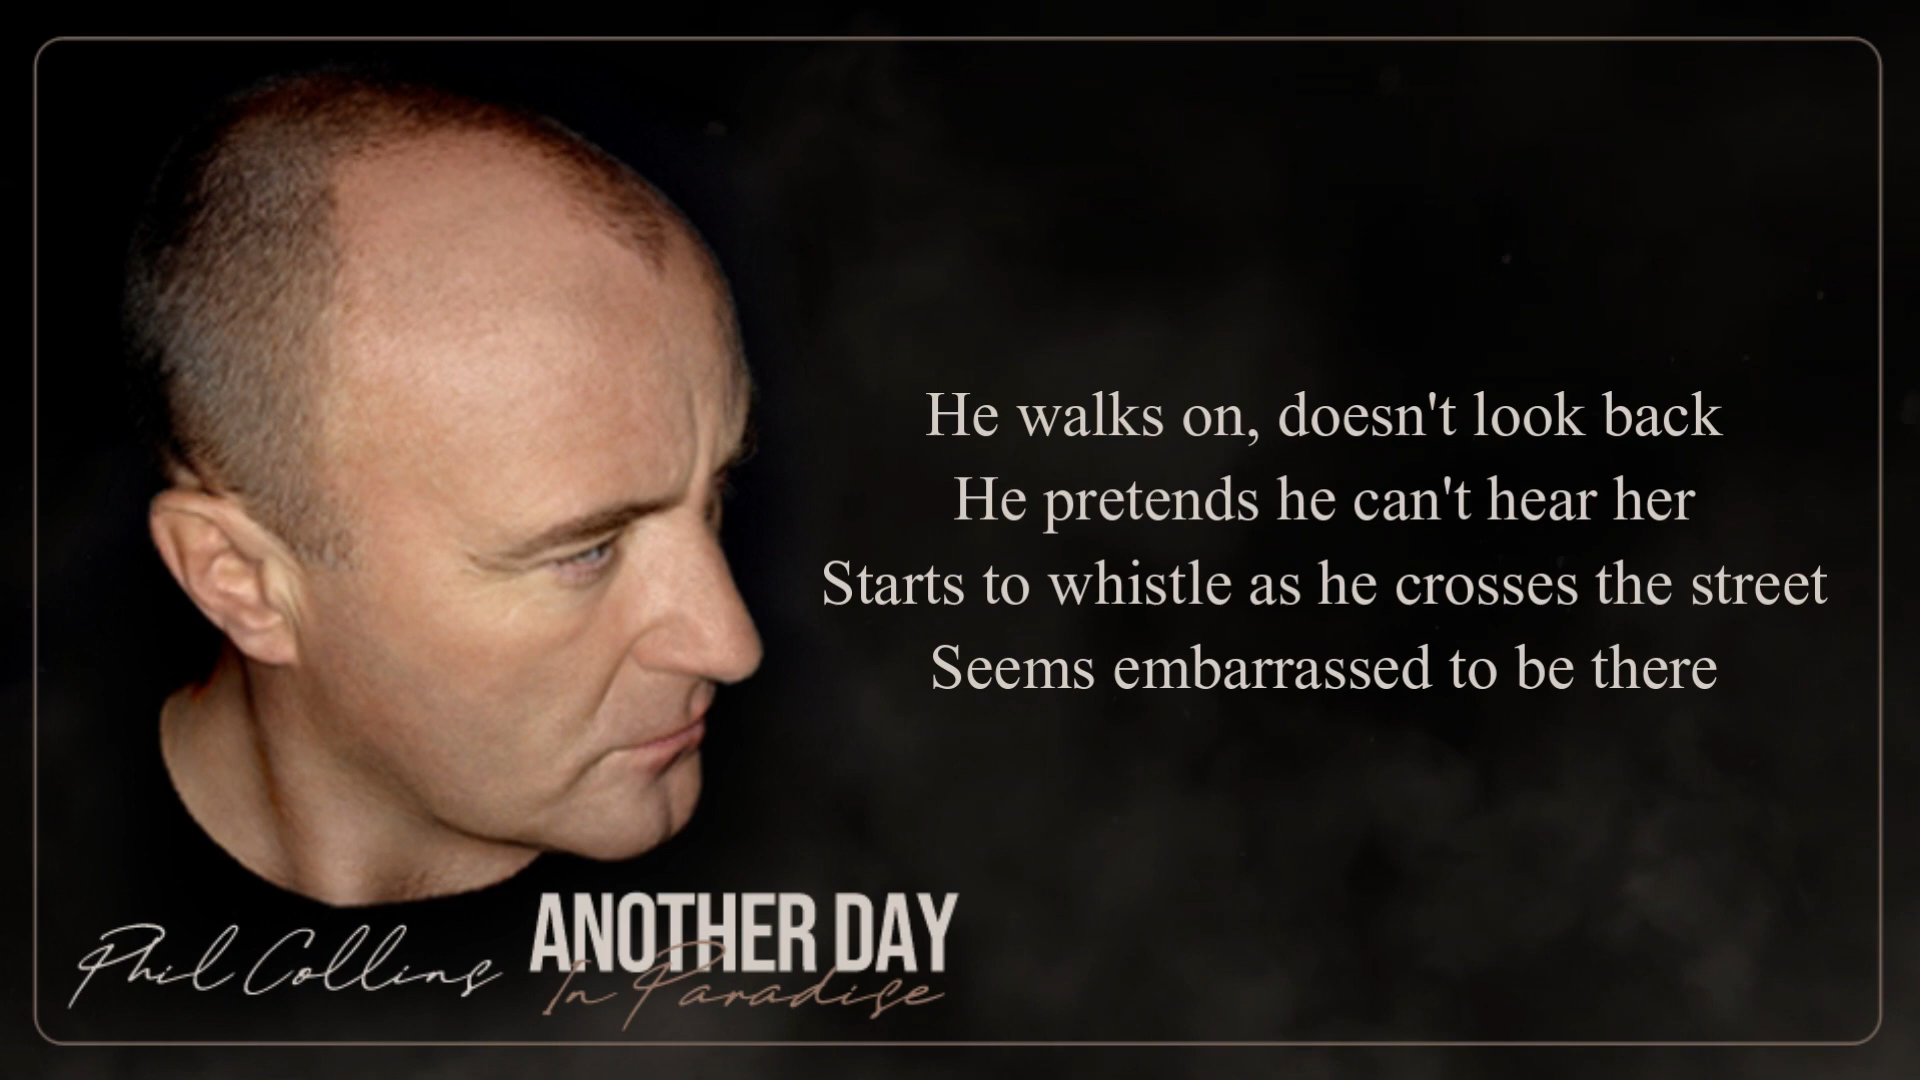 He walks on, doesn't look back
He pretends he can't hear her
Starts to whistle as he crosses the street
Seems embarrassed to be there
Phil Collins
ANOTHER DAY
In Paradise